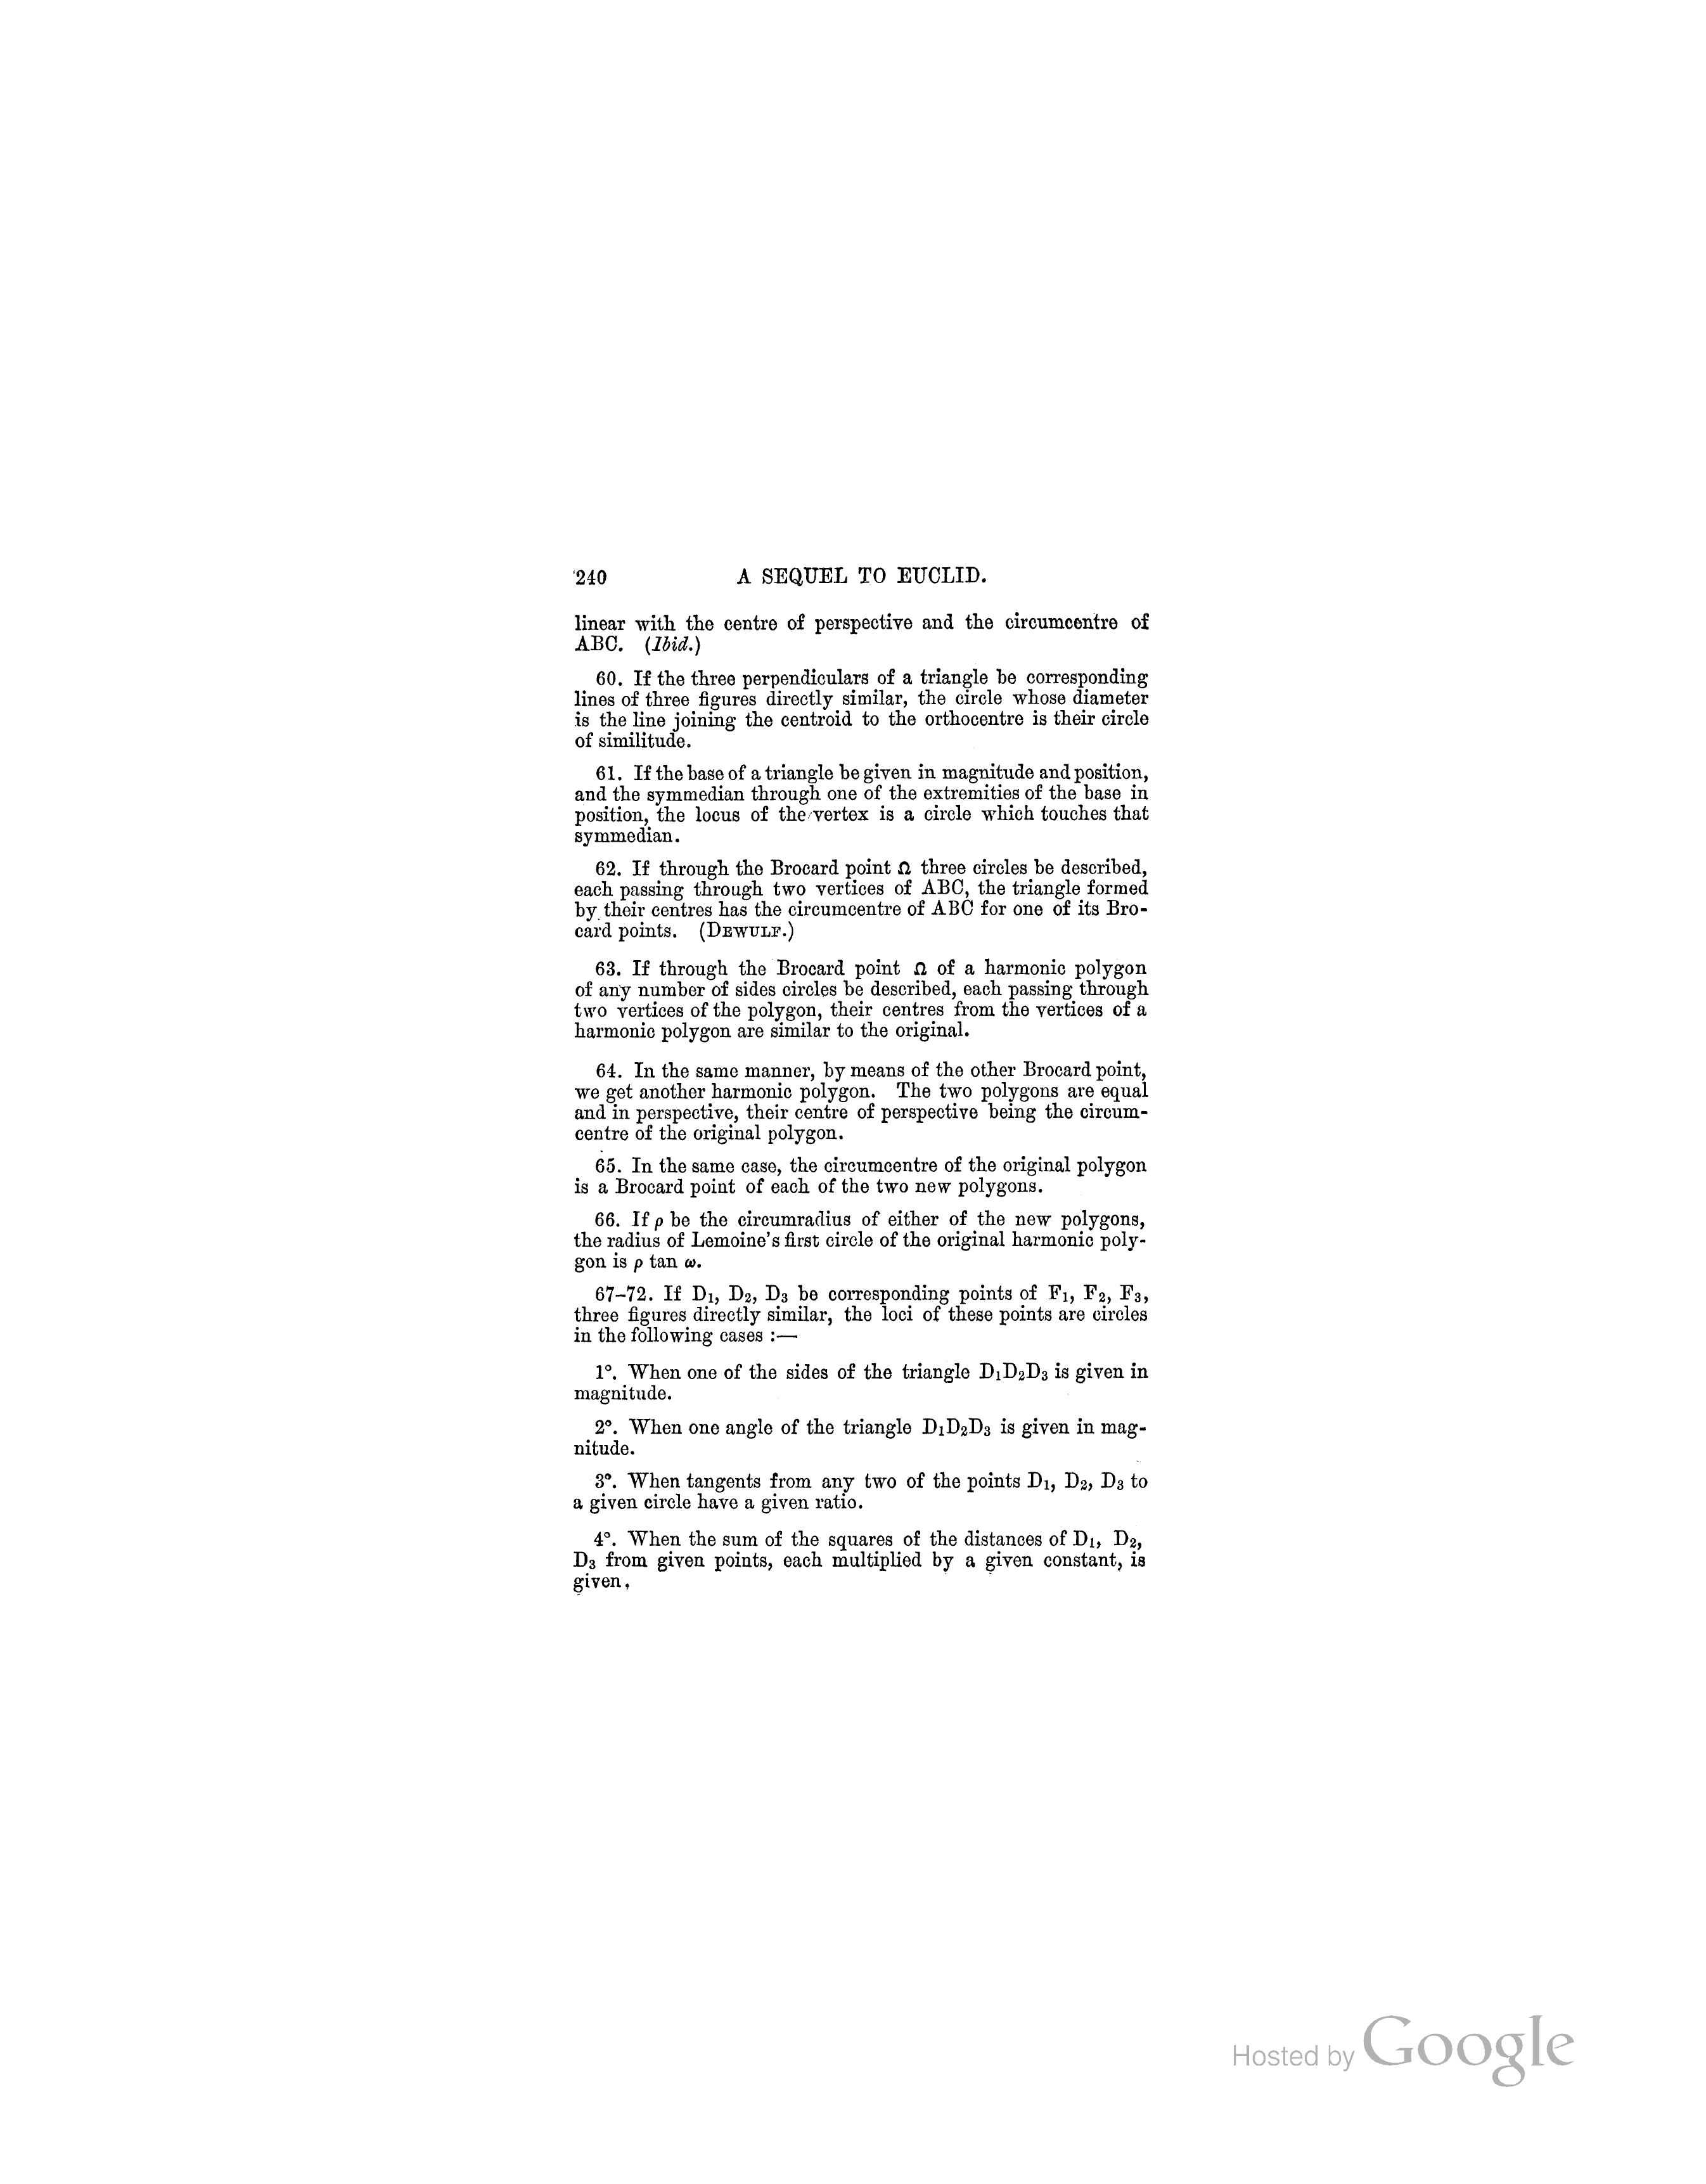 240 A SEQUEL TO EUCLID.
linear with the centre of perspective and the circumcentre of
ABC. (Ibid.)
60. If the three perpendiculars of a triangle be corresponding
lines of three figures directly similar, the circle whose diameter
is the line joining the centroid to the orthocentre is their circle
of similitude.
61. If the base of a triangle be given in magnitude and position,
and the symmedian through one of the extremities of the base in
position, the locus of the vertex is a circle which touches that
symmedian.
62. If through the Brocard point Ω three circles be described,
each passing through two vertices of ABC, the triangle formed
by their centres has the circumcentre of ABC for one of its Bro-
card points. (DEWULF.)
63. If through the Brocard point Ω of a harmonic polygon
of any number of sides circles be described, each passing through
two vertices of the polygon, their centres from the vertices of a
harmonic polygon are similar to the original.
64. In the same manner, by means of the other Brocard point,
we get another harmonic polygon. The two polygons are equal
and in perspective, their centre of perspective being the circum-
centre of the original polygon.
65. In the same case, the circumcentre of the original polygon
is a Brocard point of each of the two new polygons.
66. If ρ be the circumradius of either of the new polygons,
the radius of Lemoine's first circle of the original harmonic poly-
gon is ρ tan ω.
67–72. If D₁, D₂, D₃ be corresponding points of F₁, F₂, F₃,
three figures directly similar, the loci of these points are circles
in the following cases :—
1°. When one of the sides of the triangle D₁D₂D₃ is given in
magnitude.
2°. When one angle of the triangle D₁D₂D₃ is given in mag-
nitude.
3°. When tangents from any two of the points D₁, D₂, D₃ to
a given circle have a given ratio.
4°. When the sum of the squares of the distances of D₁, D₂,
D₃ from given points, each multiplied by a given constant, is
given.
Hosted by Google